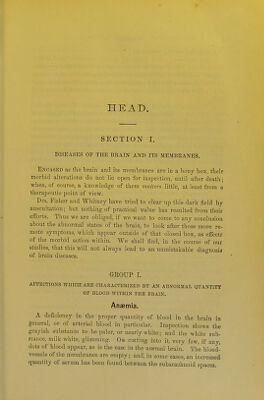 HEAD.
SECTION I.
DISEASES OF THE BRAIN AND ITS MEMBRANES.
ENCASED as the brain and its membranes are in a bony box, their
morbid alterations do not lie open for inspection, until after death;
when, of course, a knowledge of them centers little, at least from a
therapeutic point of view.
Drs. Fisher and Whitney have tried to clear up this dark field by
auscultation; but nothing of practical value has resulted from their
efforts. Thus we are obliged, if we want to come to any conclusion
about the abnormal states of the brain, to look after those more re-
mote symptoms, which appear outside of that closed box, as effects
of the morbid action within. We shall find, in the course of our
studies, that this will not always lead to an unmistakable diagnosis
of brain diseases.
GROUP I.
AFFECTIONS WHICH ARE CHARACTERIZED BY AN ABNORMAL QUANTITY
OF BLOOD WITHIN THE BRAIN.
Anæmia.
A deficiency in the proper quantity of blood in the brain in
general, or of arterial blood in particular. Inspection shows the
grayish substance to be paler, or nearly white; and the white sub-
stance, milk white, glistening. On cutting into it, very few, if any,
dots of blood appear, as is the case in the normal brain. The blood-
vessels of the membranes are empty; and, in some cases, an increased
quantity of serum has been found between the subarachnoid spaces.